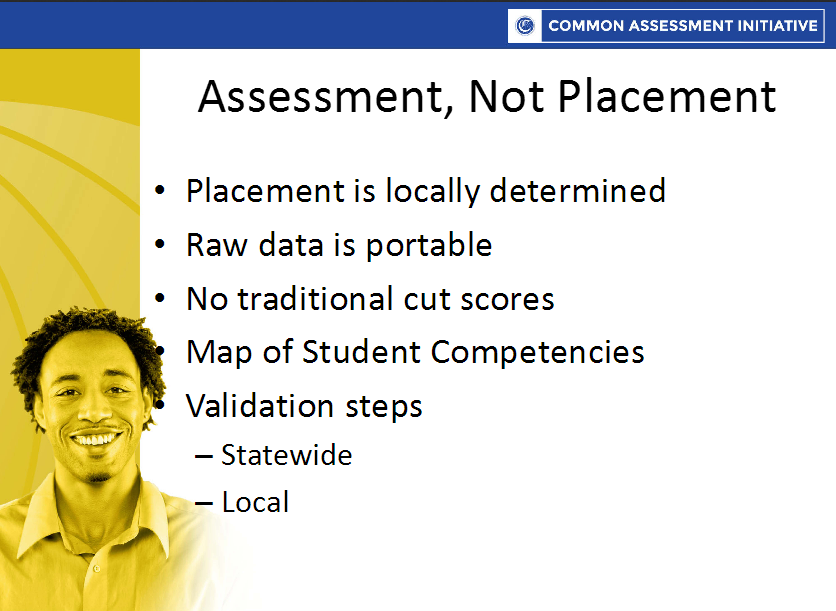 COMMON ASSESSMENT INITIATIVE
Assessment, Not Placement
• Placement is locally determined
• Raw data is portable
• No traditional cut scores
• Map of Student Competencies
• Validation steps
– Statewide
– Local